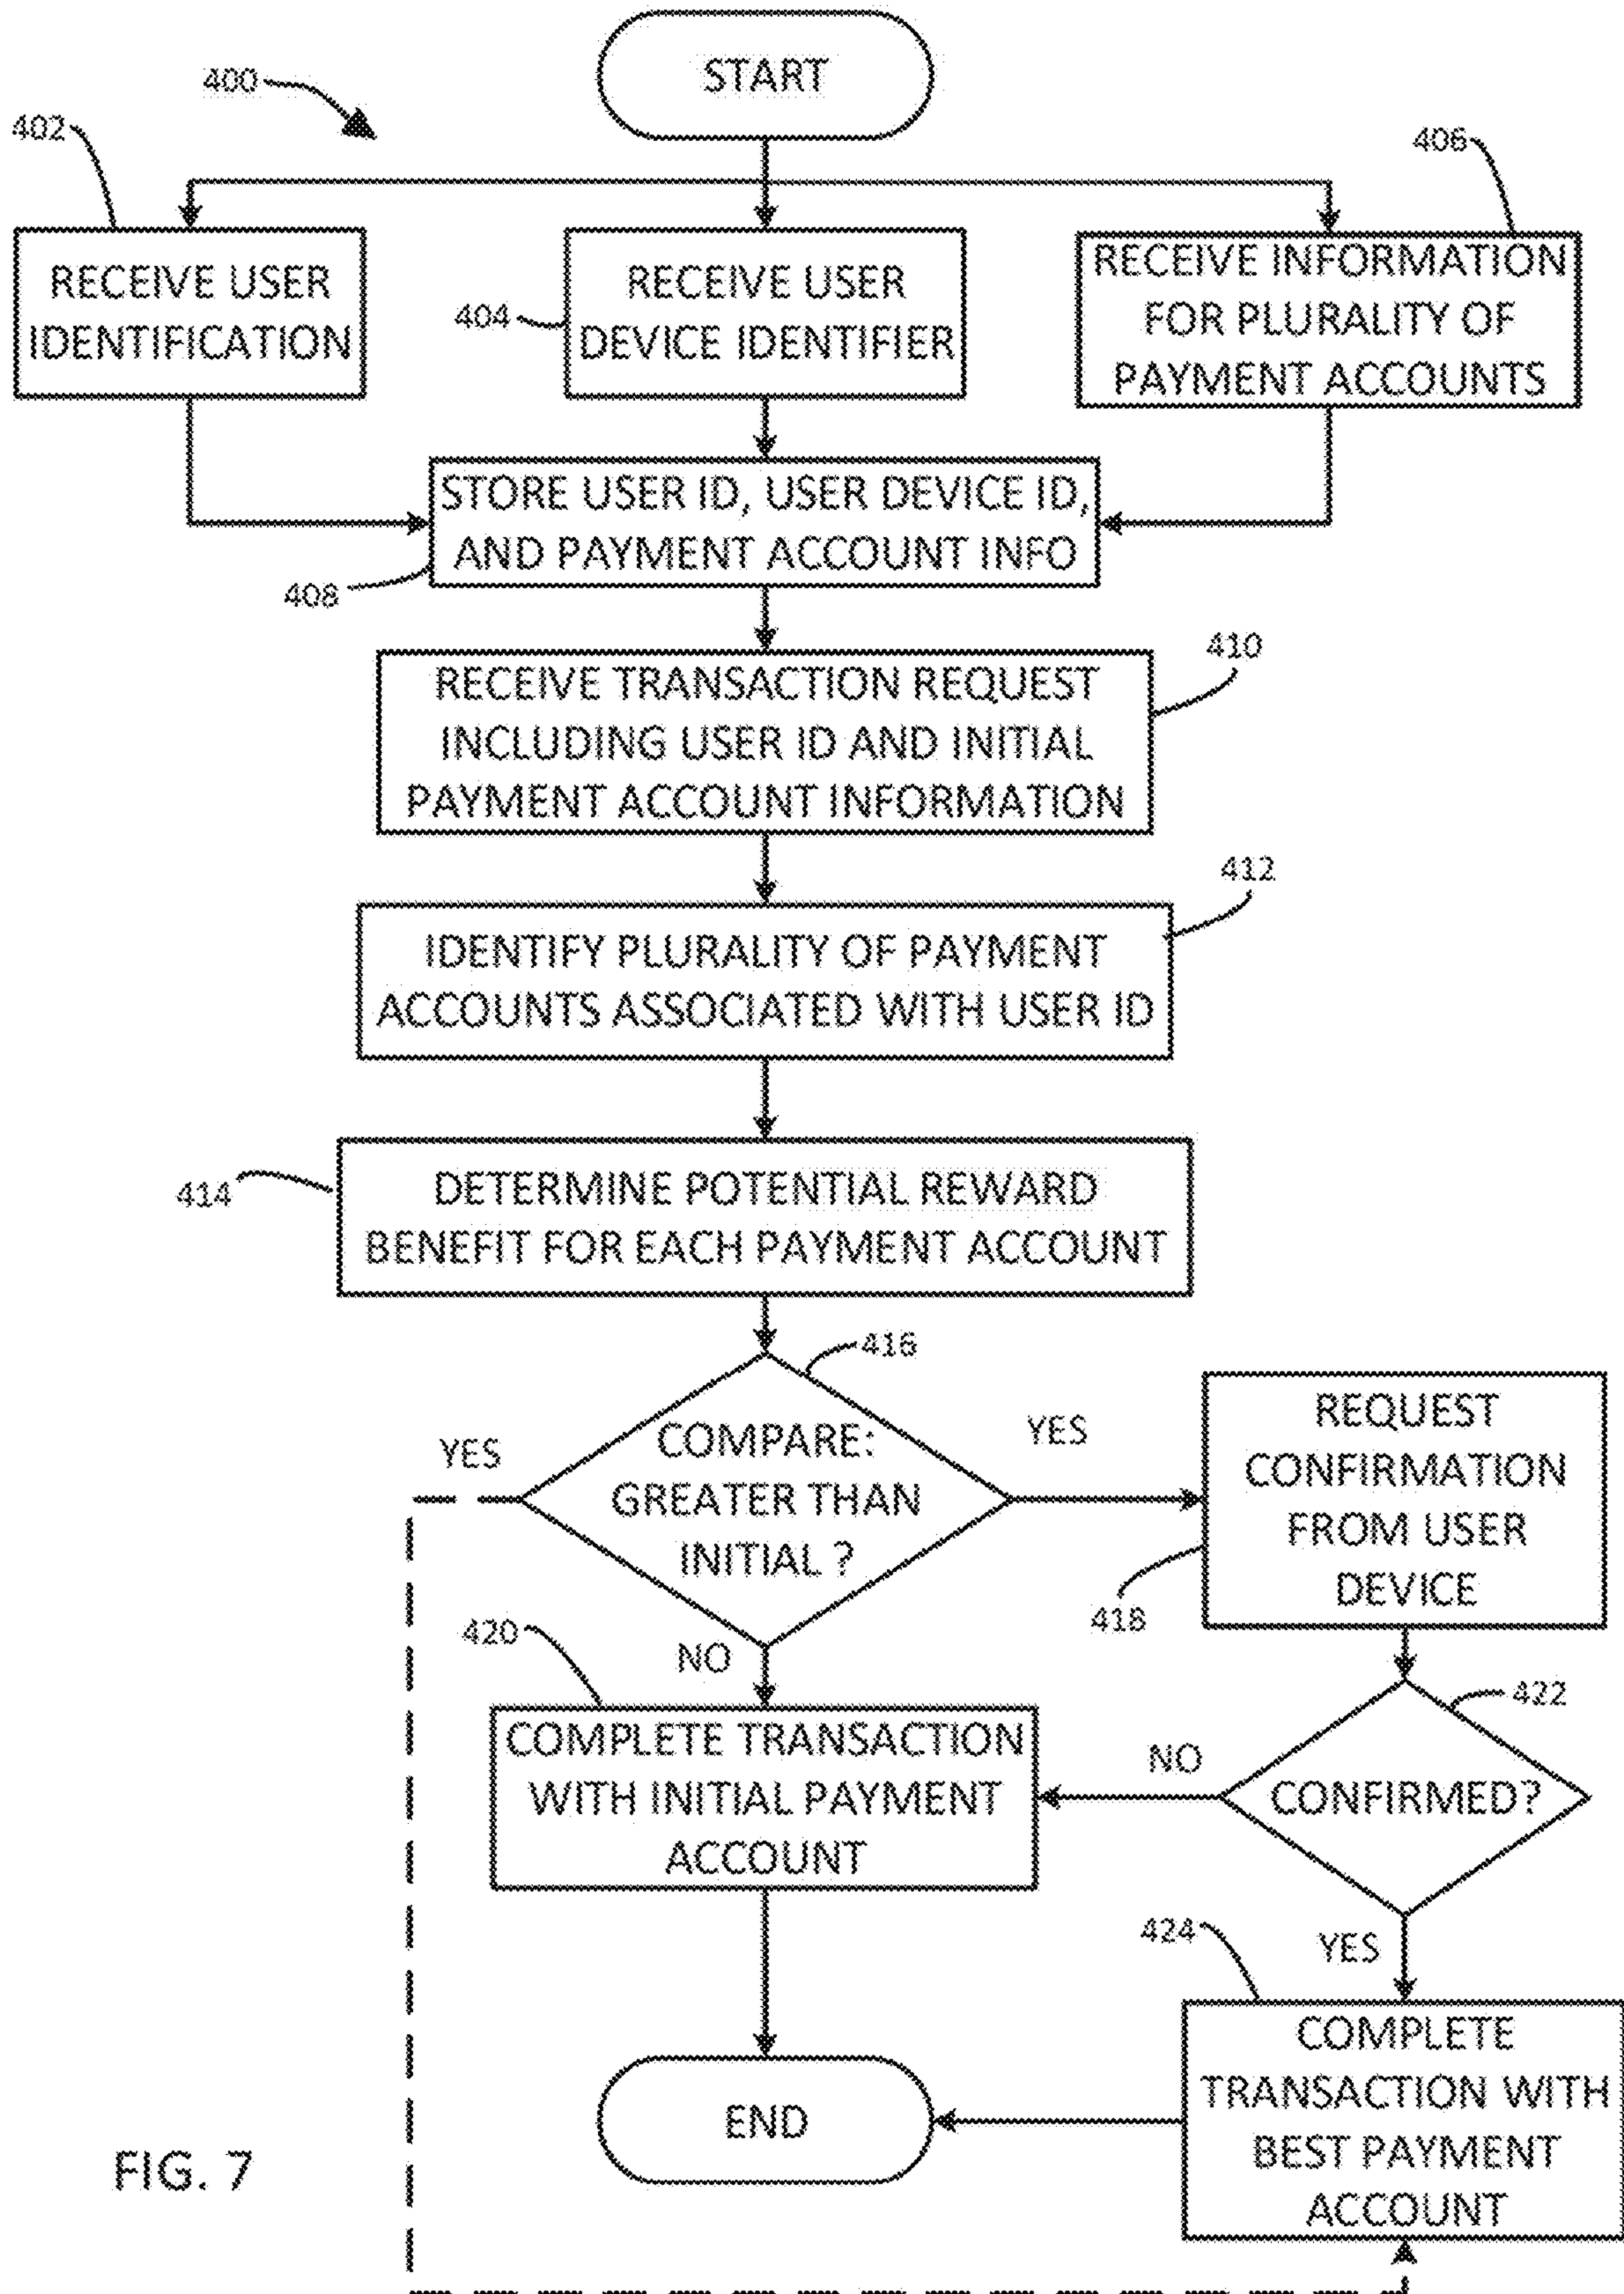 START
400
402
406
RECEIVE USER
IDENTIFICATION
404
RECEIVE USER
DEVICE IDENTIFIER
RECEIVE INFORMATION
FOR PLURALITY OF
PAYMENT ACCOUNTS
STORE USER ID, USER DEVICE ID,
AND PAYMENT ACCOUNT INFO
408
RECEIVE TRANSACTION REQUEST
INCLUDING USER ID AND INITIAL
PAYMENT ACCOUNT INFORMATION
410
412
IDENTIFY PLURALITY OF PAYMENT
ACCOUNTS ASSOCIATED WITH USER ID
414
DETERMINE POTENTIAL REWARD
BENEFIT FOR EACH PAYMENT ACCOUNT
416
YES
COMPARE:
GREATER THAN
INITIAL ?
YES
REQUEST
CONFIRMATION
FROM USER
DEVICE
418
420
NO
422
COMPLETE TRANSACTION
WITH INITIAL PAYMENT
ACCOUNT
NO
CONFIRMED?
424
YES
COMPLETE
TRANSACTION WITH
BEST PAYMENT
ACCOUNT
END
FIG. 7